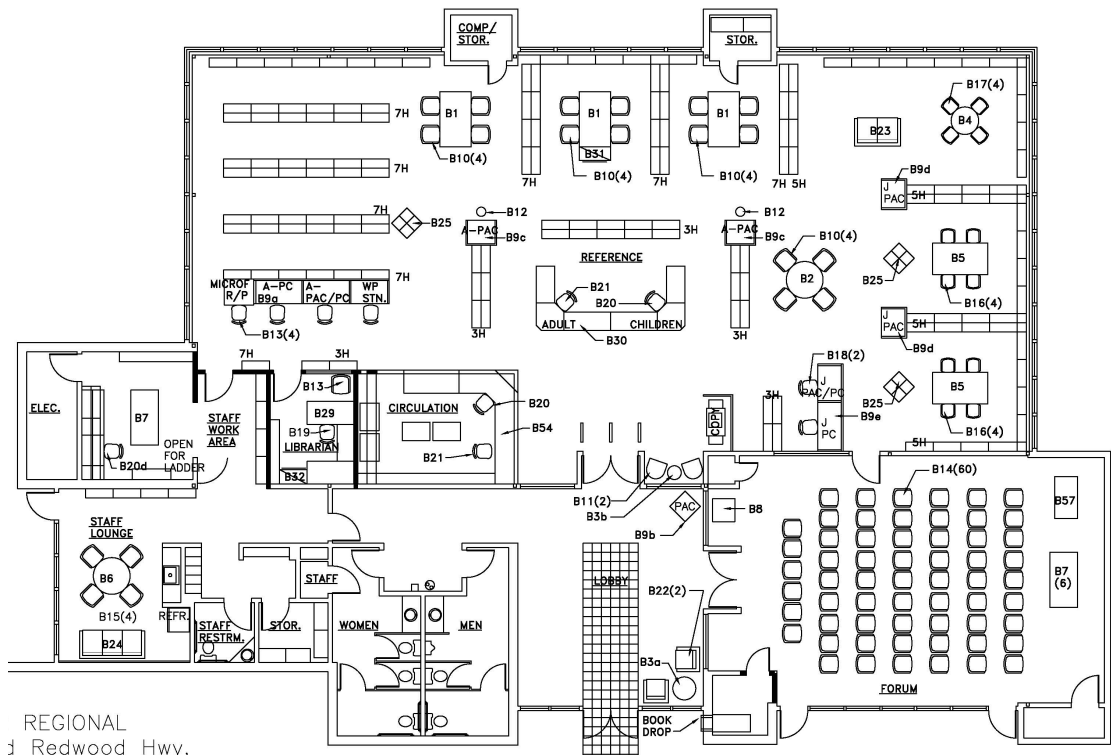 COMP/
STOR.
STOR.
7H
B1
B10(4)
B1
B31
B10(4)
B1
B10(4)
B17(4)
B4
B23
7H
7H
7H
7H 5H
B9d
J
PAC
5H
7H
B25
B12
A-PAC
B9c
3H
B12
A-PAC
B9c
REFERENCE
B10(4)
B2
B25
B5
B16(4)
7H
MICROF
R/P
A-PC
B9a
A-
PAC/PC
WP
STN.
B13(4)
B21
B20
ADULT
CHILDREN
B30
3H
3H
J
PAC
5H
B9d
7H
3H
B18(2)
J
PAC/PC
J
PC
B9e
B25
B5
B16(4)
3H
5H
ELEC.
B7
B20d
OPEN
FOR
LADDER
STAFF
WORK
AREA
B13
B29
B19
LIBRARIAN
B32
CIRCULATION
B20
B54
B21
COPY
B11(2)
B3b
PAC
B9b
B8
B14(60)
B57
B7
(6)
STAFF
LOUNGE
B6
B15(4)
B24
REFR.
STAFF
RESTRM.
STOR.
STAFF
WOMEN
MEN
LOBBY
B22(2)
B3a
BOOK
DROP
FORUM
REGIONAL
d Redwood Hwy.